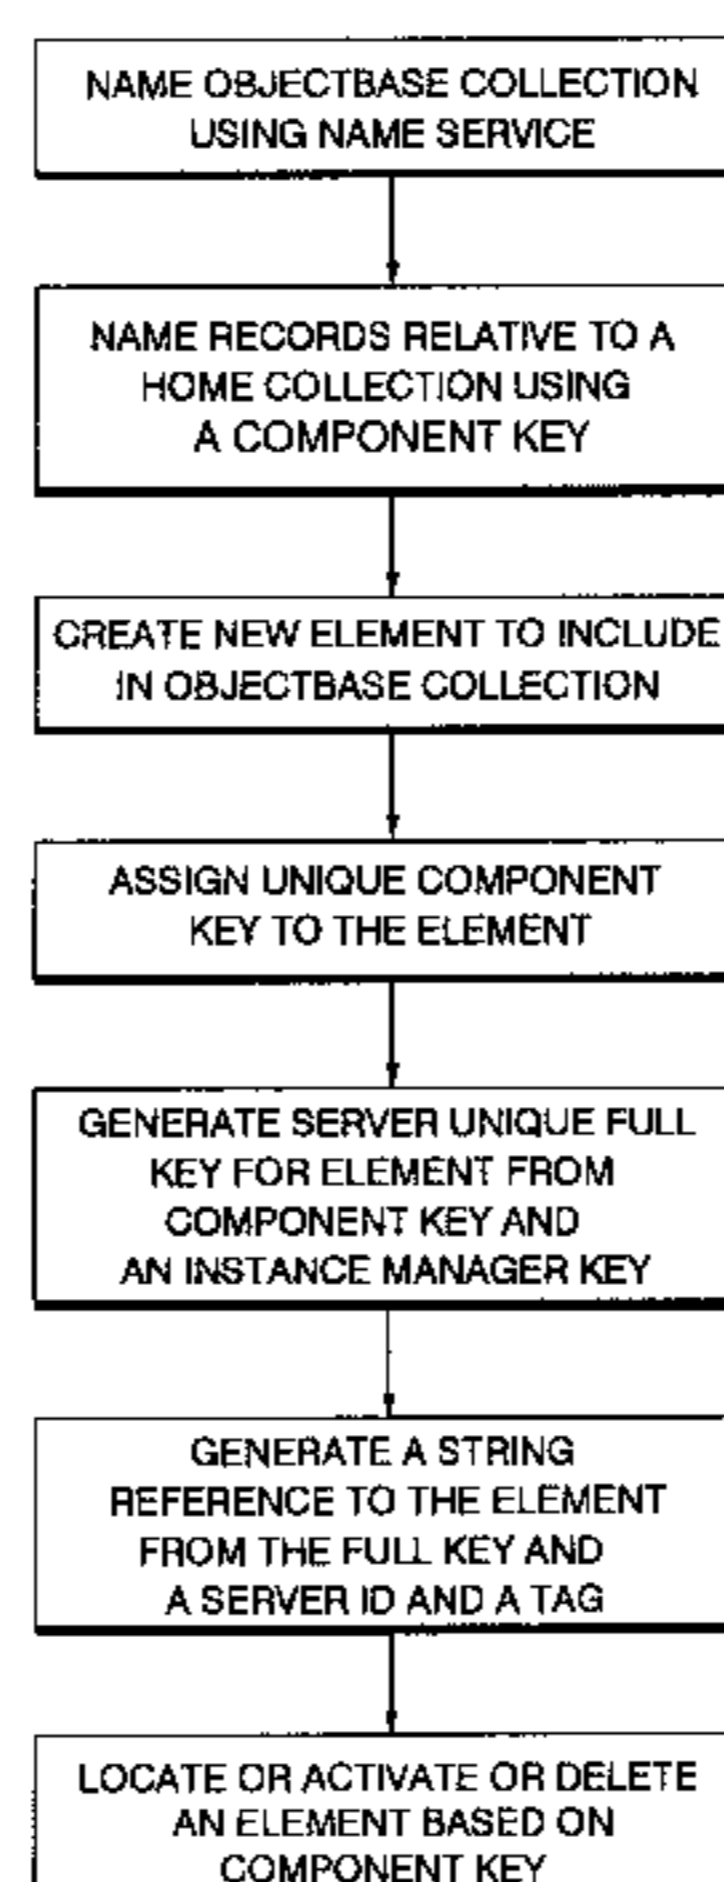 NAME OBJECTBASE COLLECTION
USING NAME SERVICE
NAME RECORDS RELATIVE TO A
HOME COLLECTION USING
A COMPONENT KEY
CREATE NEW ELEMENT TO INCLUDE
IN OBJECTBASE COLLECTION
ASSIGN UNIQUE COMPONENT
KEY TO THE ELEMENT
GENERATE SERVER UNIQUE FULL
KEY FOR ELEMENT FROM
COMPONENT KEY AND
AN INSTANCE MANAGER KEY
GENERATE A STRING
REFERENCE TO THE ELEMENT
FROM THE FULL KEY AND
A SERVER ID AND A TAG
LOCATE OR ACTIVATE OR DELETE
AN ELEMENT BASED ON
COMPONENT KEY